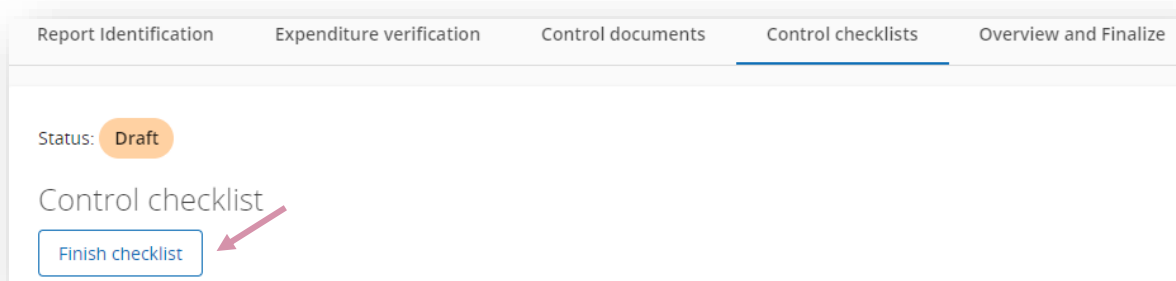 Report Identification Expenditure verification Control documents Control checklists Overview and Finalize
Status: Draft
Control checklist
Finish checklist